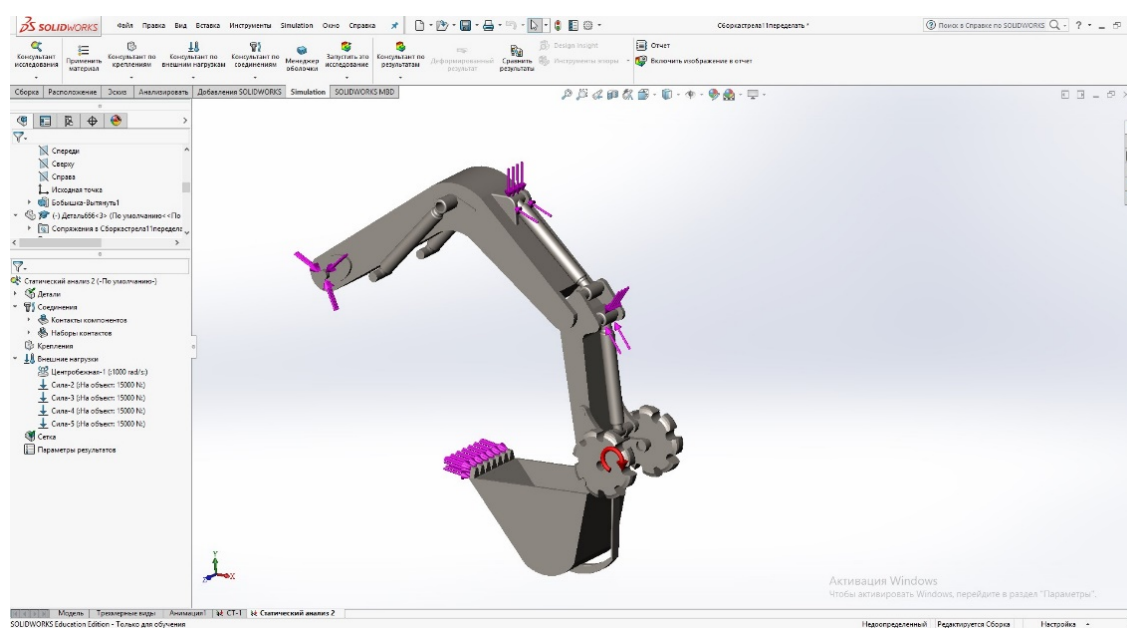 SOLIDWORKS
Файл Правка Вид Вставка Инструменты Simulation Окно Справка
Сборкастрела11переделать *
Поиск в Справке по SOLIDWORKS
Консультант исследования
Применить материал
Консультант по креплениям
Консультант по внешним нагрузкам
Консультант по соединениям
Менеджер оболочки
Запустить это исследование
Консультант по результатам
Деформированный результат
Сравнить результаты
Design Insight
Инструменты эпюры
Отчет
Включить изображение в отчет
Сборка Расположение Эскиз Анализировать Добавления SOLIDWORKS Simulation SOLIDWORKS MBD
Спереди
Сверху
Справа
Исходная точка
Бобышка-Вытянуть1
(-) Деталь666<3> (По умолчанию<<По
Сопряжения в Сборкастрела11передела
Статический анализ 2 (-По умолчанию-)
Детали
Соединения
Контакты компонентов
Наборы контактов
Крепления
Внешние нагрузки
Центробежная-1 (:1000 rad/s:)
Сила-2 (:На объект: 15000 N:)
Сила-3 (:На объект: 15000 N:)
Сила-4 (:На объект: 15000 N:)
Сила-5 (:На объект: 15000 N:)
Сетка
Параметры результатов
Y
X
Z
Активация Windows
Чтобы активировать Windows, перейдите в раздел "Параметры".
Модель Трехмерные виды Анимация1 СТ-1 Статический анализ 2
SOLIDWORKS Education Edition - Только для обучения
Недоопределенный Редактируется Сборка Настройка